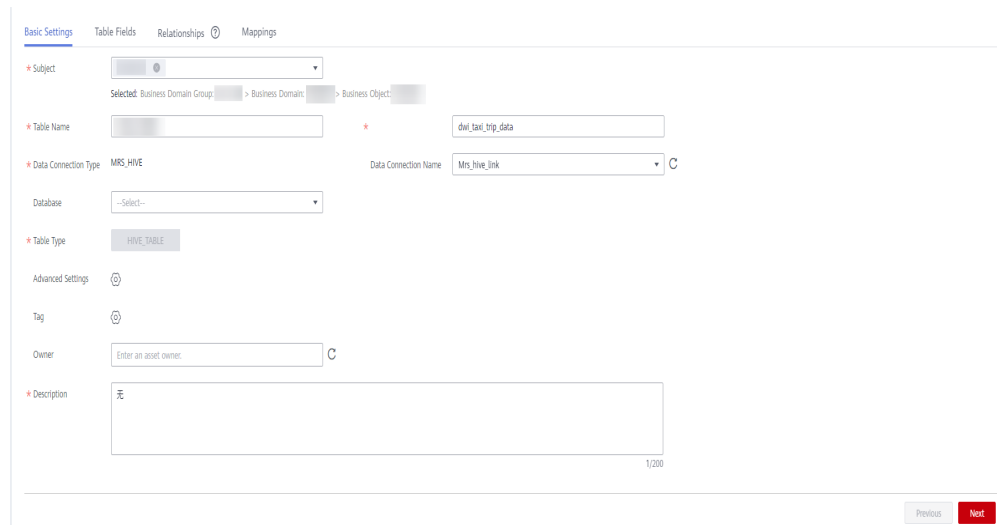 Basic Settings Table Fields Relationships ? Mappings
* Subject
Selected: Business Domain Group: > Business Domain: > Business Object:
* Table Name * dwi_taxi_trip_data
* Data Connection Type MRS_HIVE Data Connection Name Mrs_hive_link
Database --Select--
* Table Type HIVE_TABLE
Advanced Settings
Tag
Owner Enter an asset owner.
* Description 无
1/200
Previous Next